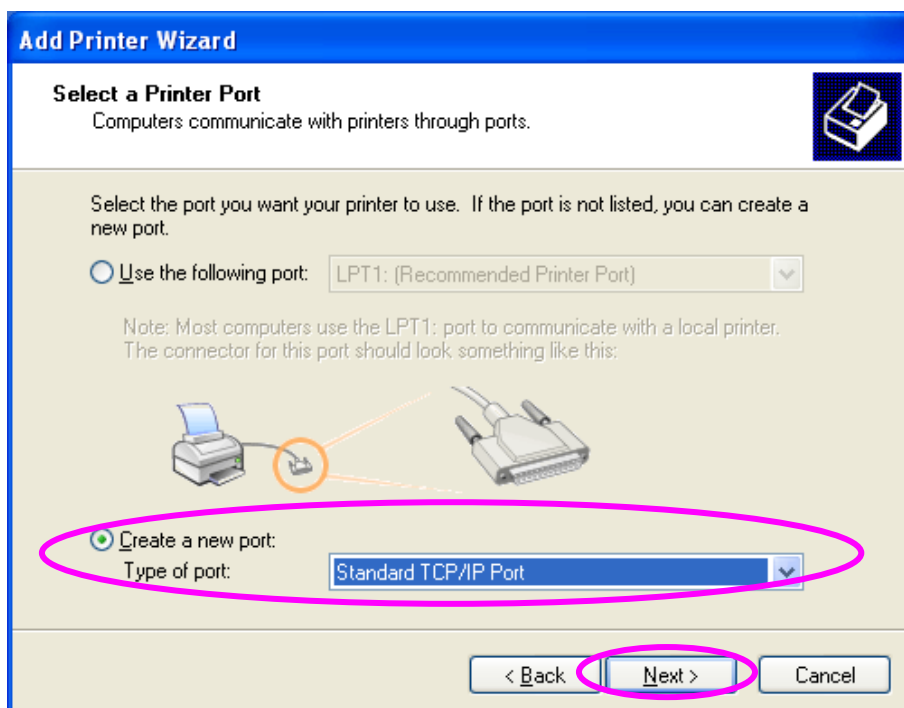 Add Printer Wizard
Select a Printer Port
Computers communicate with printers through ports.
Select the port you want your printer to use. If the port is not listed, you can create a
new port.
Use the following port: LPT1: (Recommended Printer Port)
Note: Most computers use the LPT1: port to communicate with a local printer.
The connector for this port should look something like this:
Create a new port:
Type of port: Standard TCP/IP Port
< Back Next > Cancel